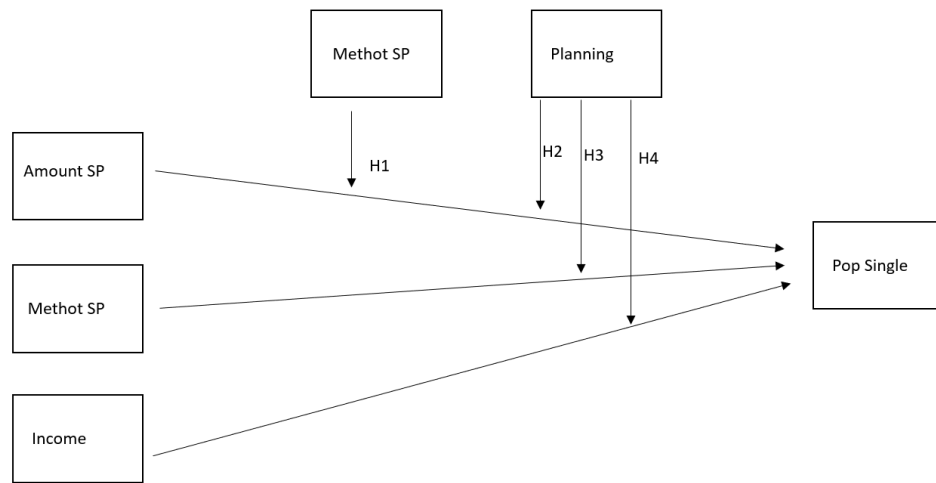 Methot SP
Planning
H1
H2
H3
H4
Amount SP
Methot SP
Income
Pop Single